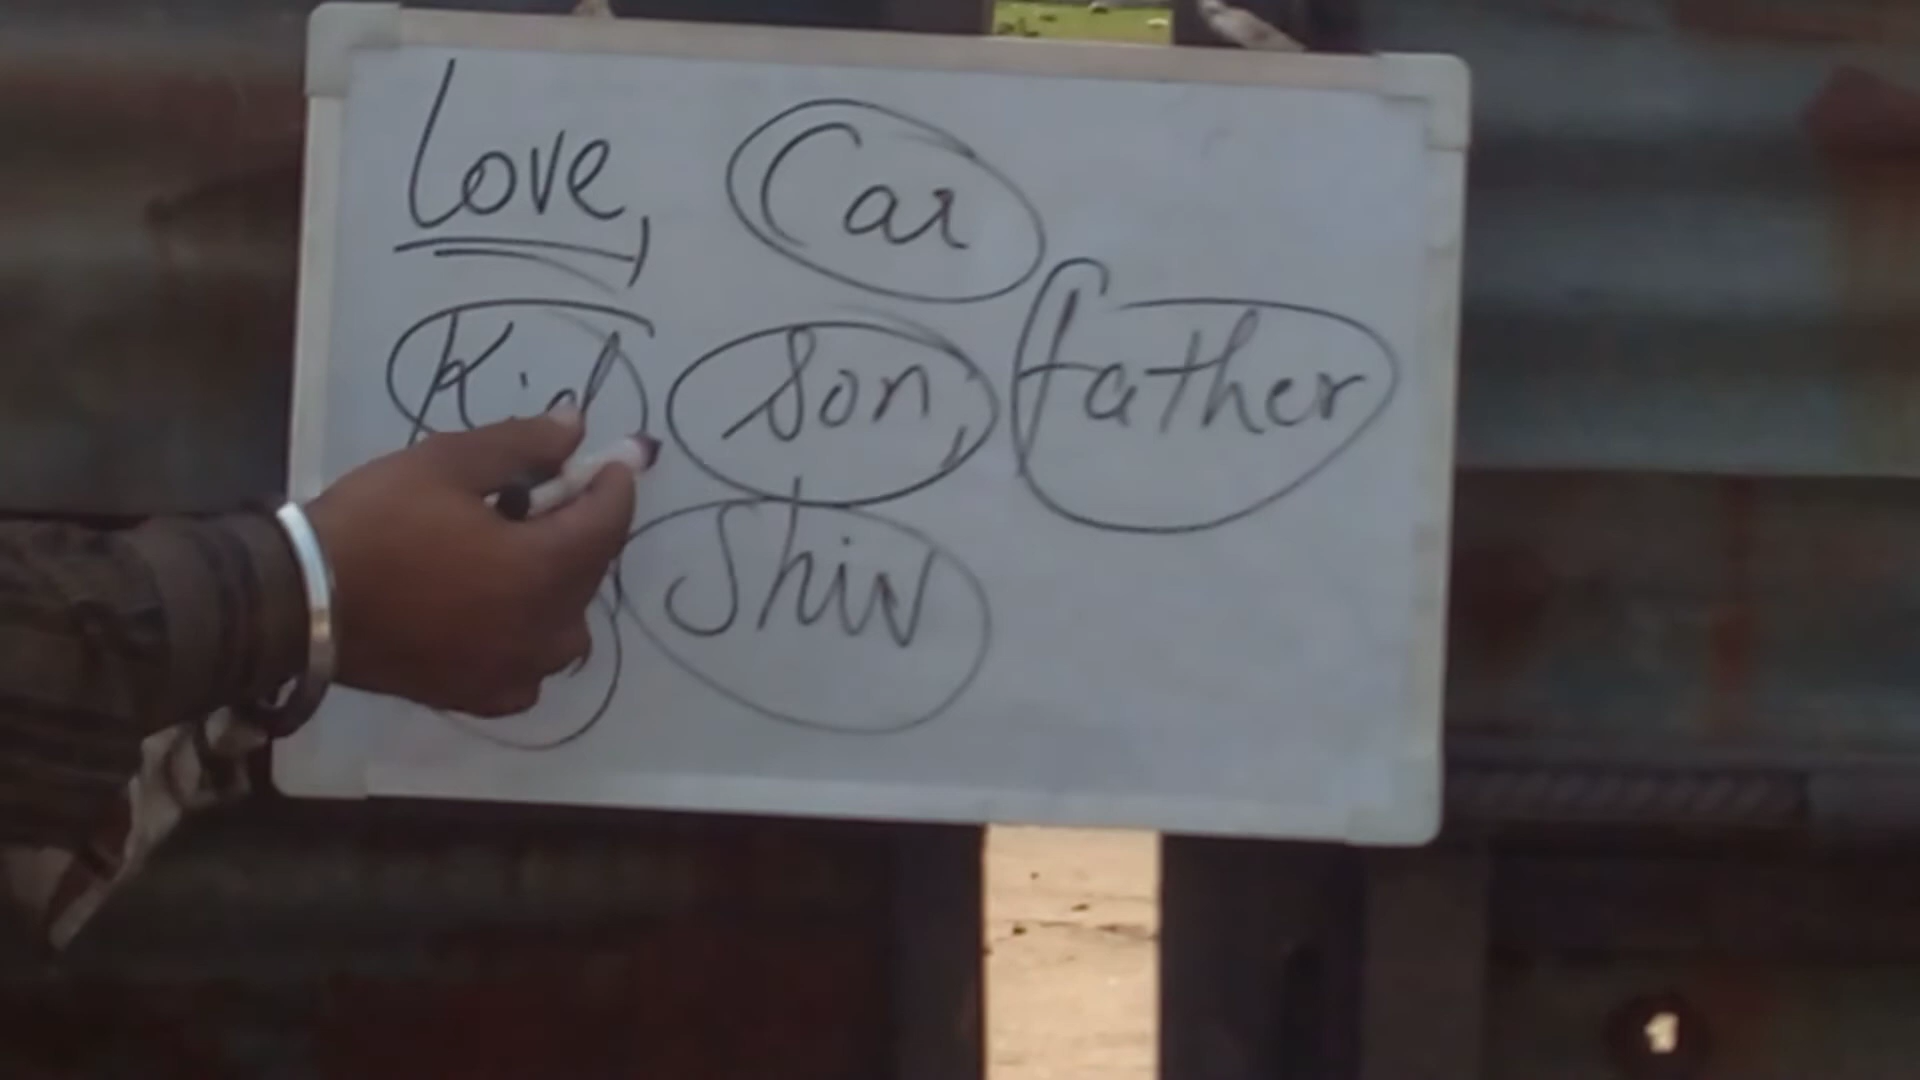 Love, Car
Kid Son, father
Shiv